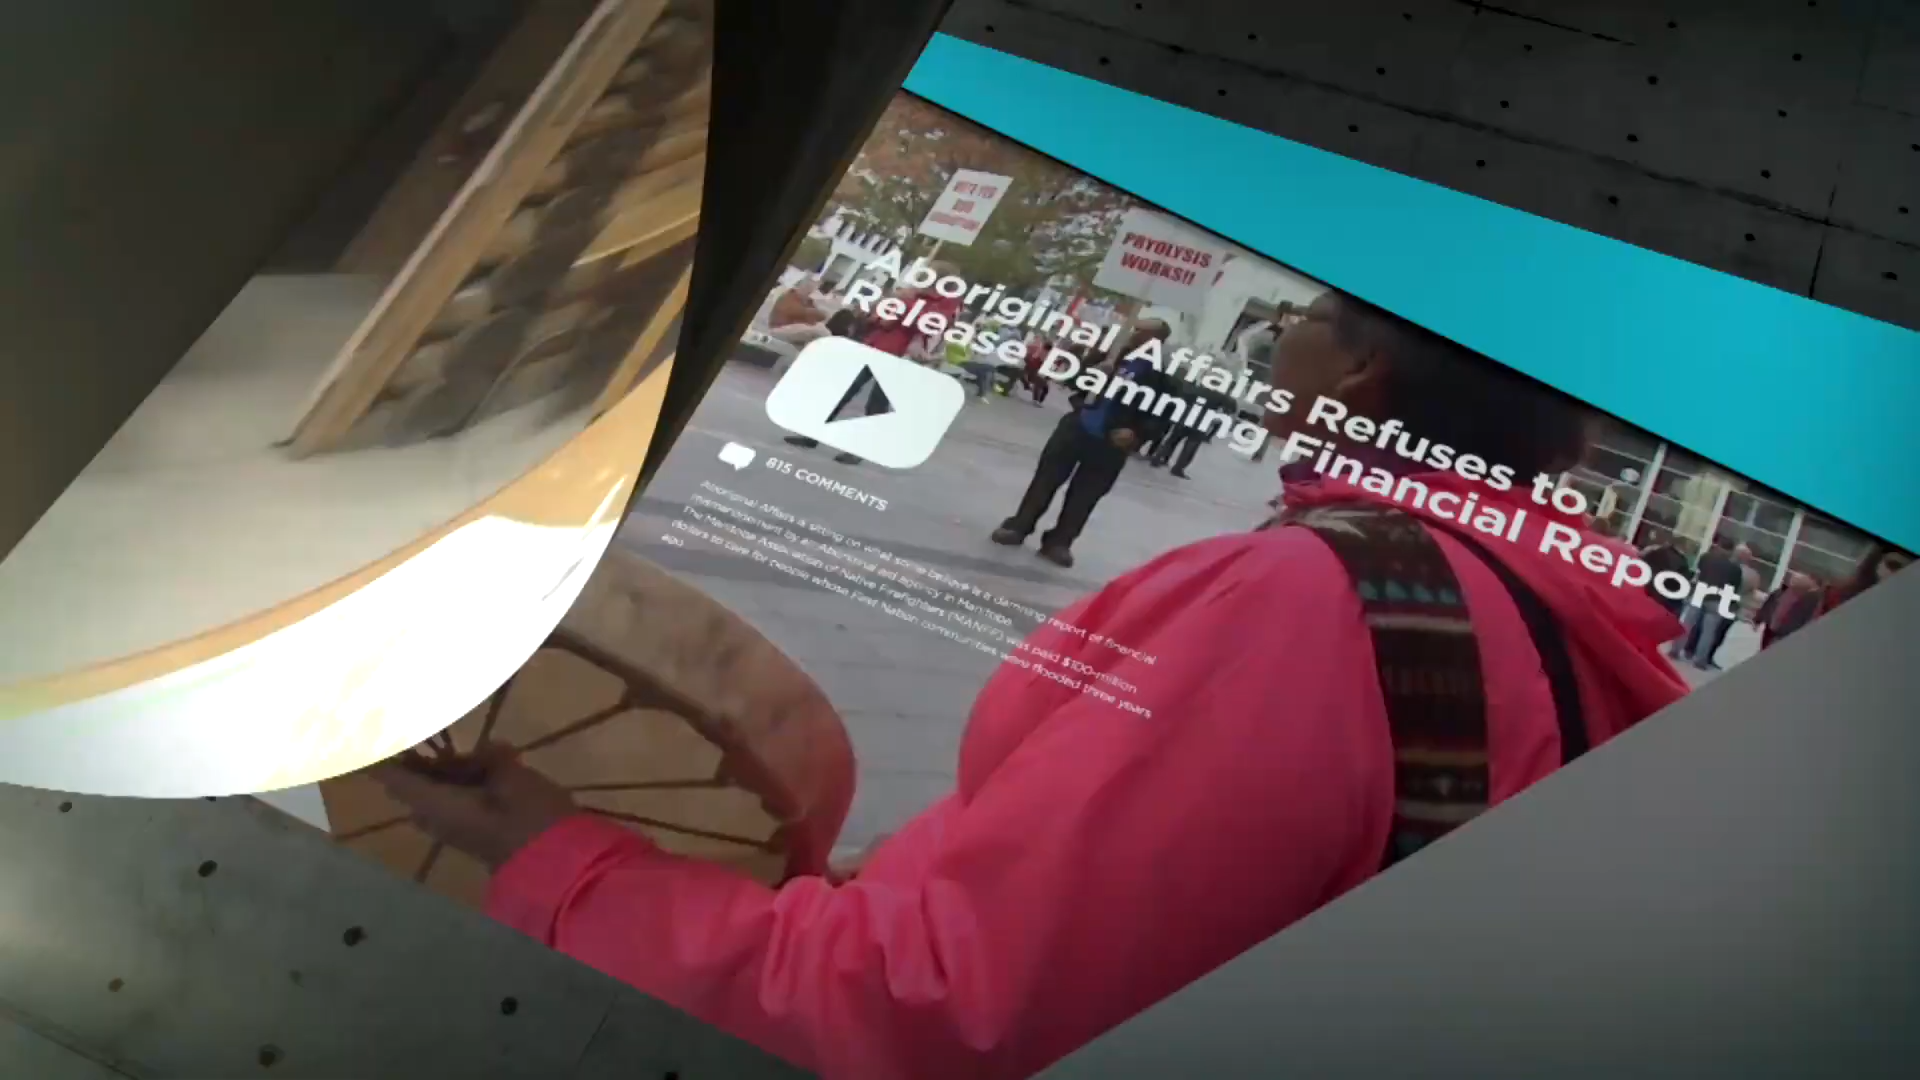 VOTE YES
PRYOLYSIS
WORKS!!
Aboriginal Affairs Refuses to
Release Damning Financial Report
815 COMMENTS
Aboriginal Affairs is sitting on what some believe is a damning report of financial
mismanagement by an Aboriginal aid agency in Manitoba.
The Manitoba Association of Native Firefighters (MANFF) was paid $100-million
dollars to care for people whose First Nation communities were flooded three years
ago.